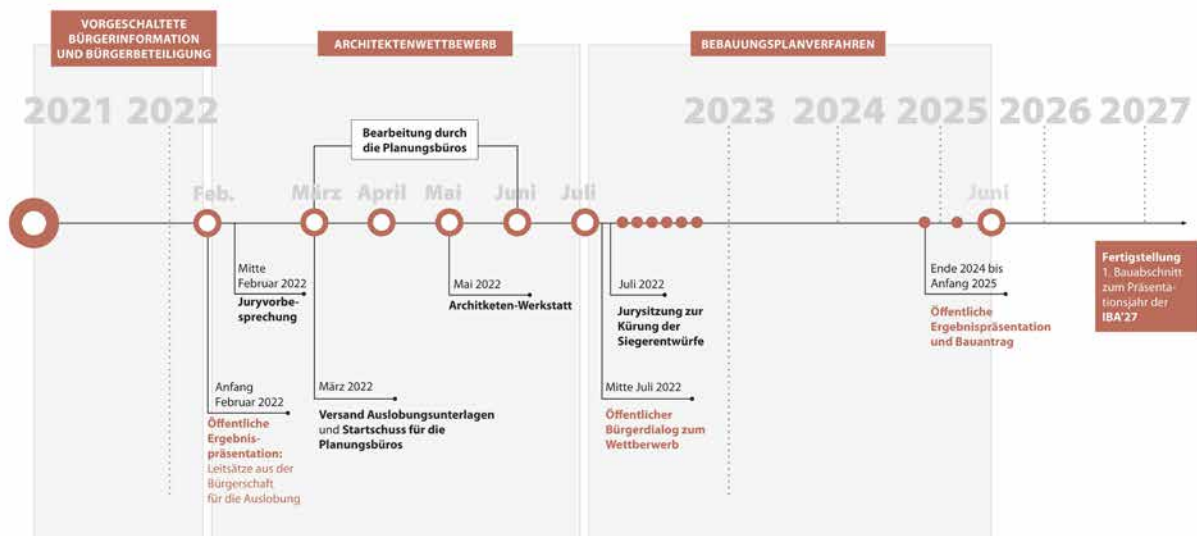 VORGESCHALTETE
BÜRGERINFORMATION
UND BÜRGERBETEILIGUNG
ARCHITEKTENWETTBEWERB
BEBAUUNGSPLANVERFAHREN
2021
2022
2023
2024
2025
2026
2027
Bearbeitung durch
die Planungsbüros
Feb.
März
April
Mai
Juni
Juli
Juni
Mitte
Februar 2022
Juryvorbe-
sprechung
Anfang
Februar 2022
Öffentliche
Ergebnis-
präsentation:
Leitsätze aus der
Bürgerschaft
für die Auslobung
März 2022
Versand Auslobungsunterlagen
und Startschuss für die
Planungsbüros
Mai 2022
Architketen-Werkstatt
Juli 2022
Jurysitzung zur
Kürung der
Siegerentwürfe
Mitte Juli 2022
Öffentlicher
Bürgerdialog zum
Wettberwerb
Ende 2024 bis
Anfang 2025
Öffentliche
Ergebnispräsentation
und Bauantrag
Fertigstellung
1. Bauabschnitt
zum Präsenta-
tionsjahr der
IBA'27